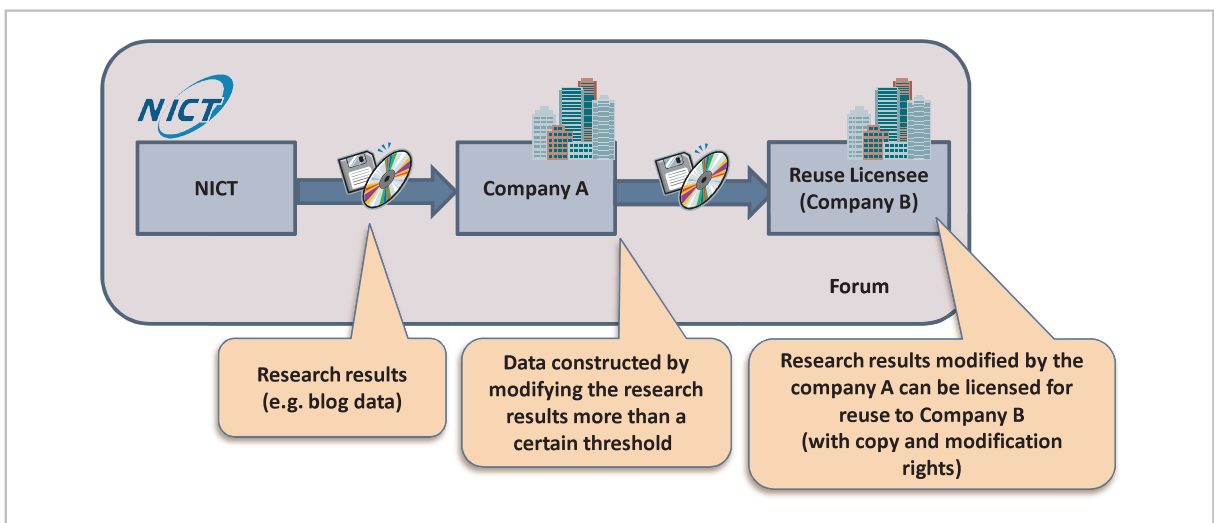 NICT
NICT
Company A
Reuse Licensee
(Company B)
Forum
Research results
(e.g. blog data)
Data constructed by
modifying the research
results more than a
certain threshold
Research results modified by the
company A can be licensed for
reuse to Company B
(with copy and modification
rights)